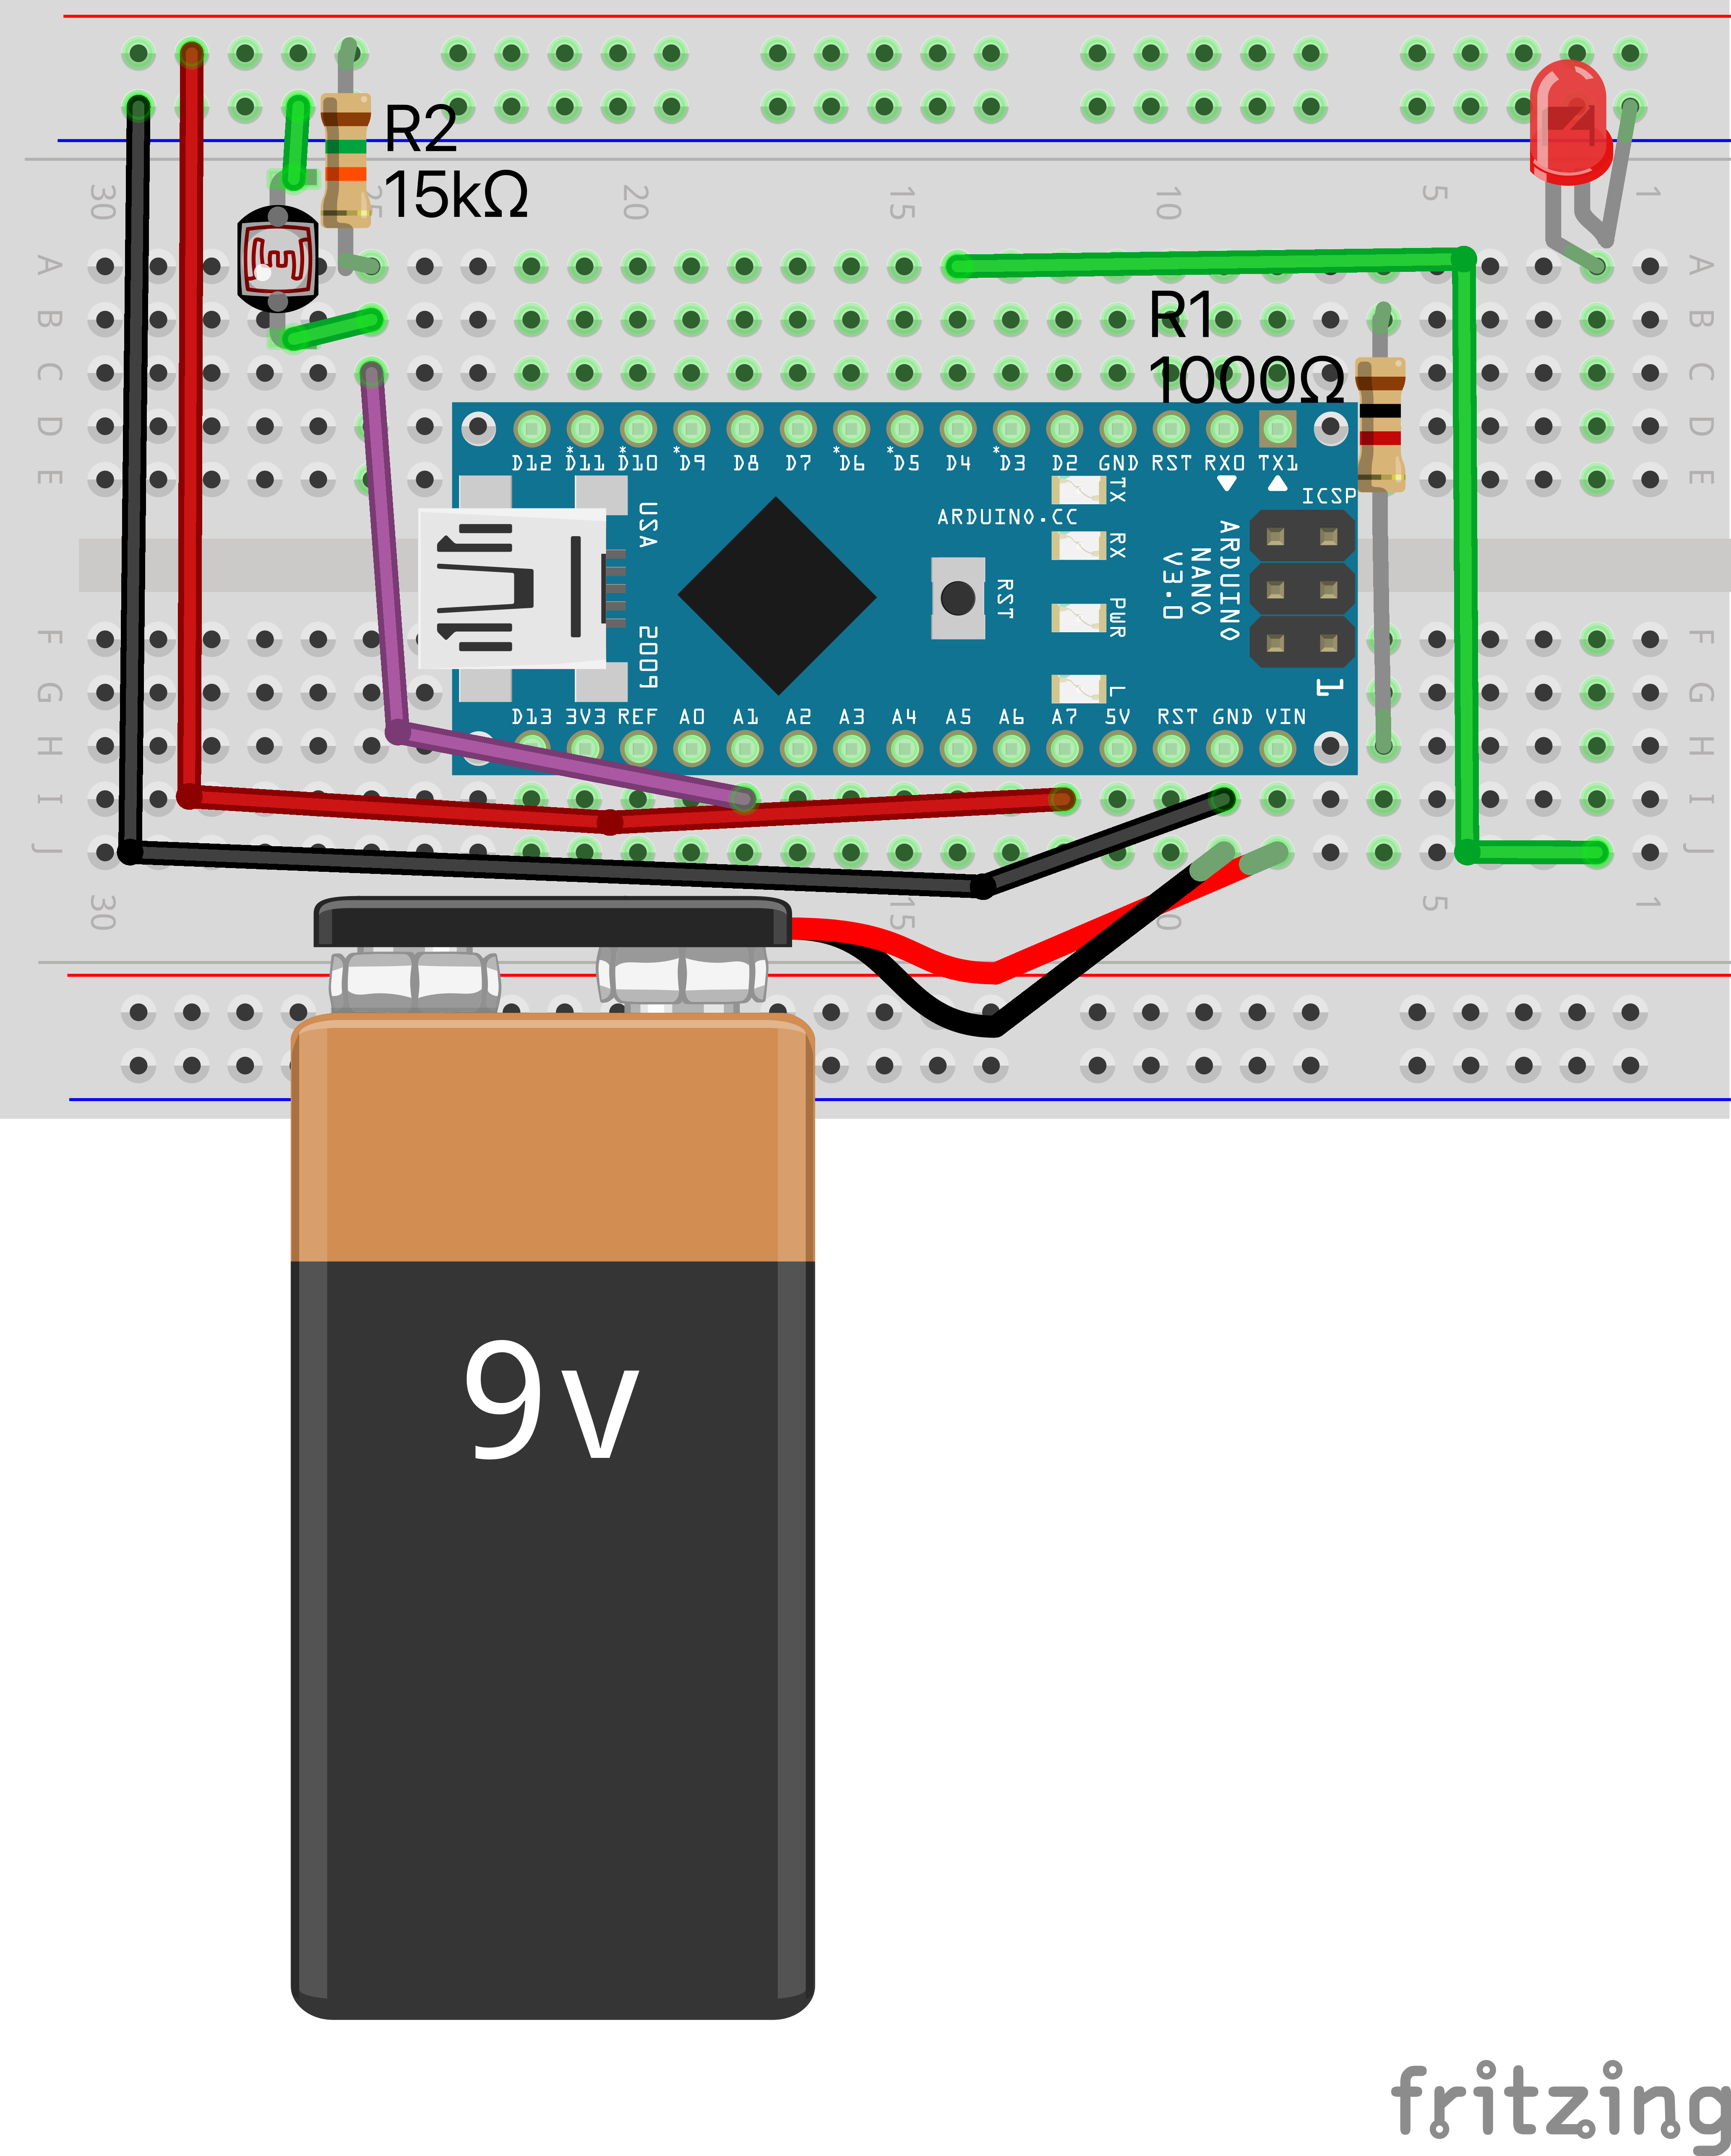 R2
15kΩ
30 25 20 15 10 5 1
A A
B B
C C
D D
E E
R1
1000Ω
D12 *D11 *D10 *D9 D8 D7 *D6 *D5 D4 *D3 D2 GND RST RX0 TX1
ICSP
TX
RX
PWR
L
USA
2009
RST
ARDUINO.CC
ARDUINO
NANO
V3.0
1
D13 3V3 REF A0 A1 A2 A3 A4 A5 A6 A7 5V RST GND VIN
F F
G G
H H
I I
J J
30 15 10 5 1
9v
fritzing